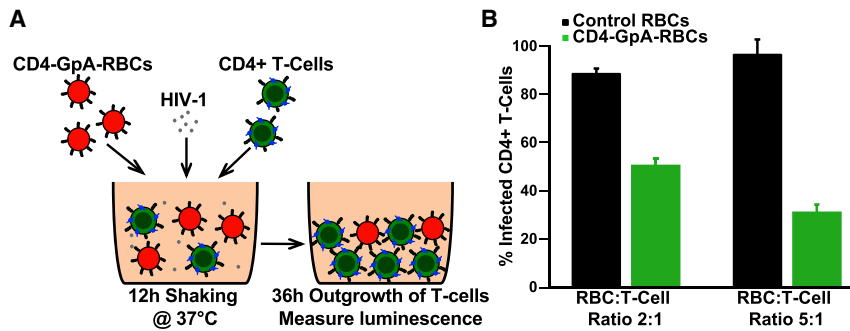 A
CD4-GpA-RBCs
HIV-1
CD4+ T-Cells
12h Shaking
@ 37°C
36h Outgrowth of T-cells
Measure luminescence
B
Control RBCs
CD4-GpA-RBCs
% Infected CD4+ T-Cells
100
80
60
40
20
0
RBC:T-Cell
Ratio 2:1
RBC:T-Cell
Ratio 5:1